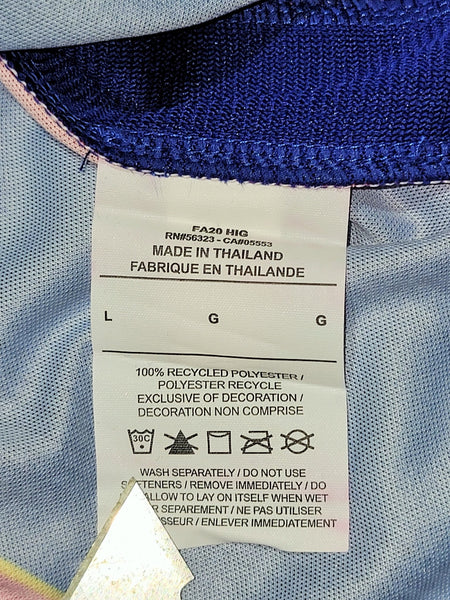 FA20 HIG
RN#56323 - CA#05553
MADE IN THAILAND
FABRIQUE EN THAILANDE
L G G
100% RECYCLED POLYESTER /
POLYESTER RECYCLE
EXCLUSIVE OF DECORATION /
DECORATION NON COMPRISE
30C
WASH SEPARATELY / DO NOT USE
REMOVE IMMEDIATELY / DO
TO LAY ON ITSELF WHEN WET
SEPAREMENT / NE PAS UTILISER
/ ENLEVER IMMEDIATEMENT